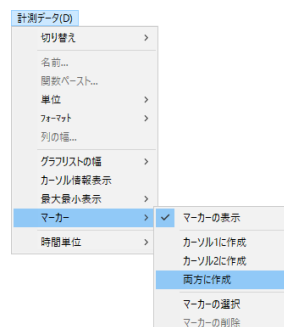 計測データ(D)
切り替え
名前...
関数ペースト...
単位
フォーマット
列の幅...
グラフリストの幅
カーソル情報表示
最大最小表示
マーカー
マーカーの表示
時間単位
カーソル1に作成
カーソル2に作成
両方に作成
マーカーの選択
マーカーの削除